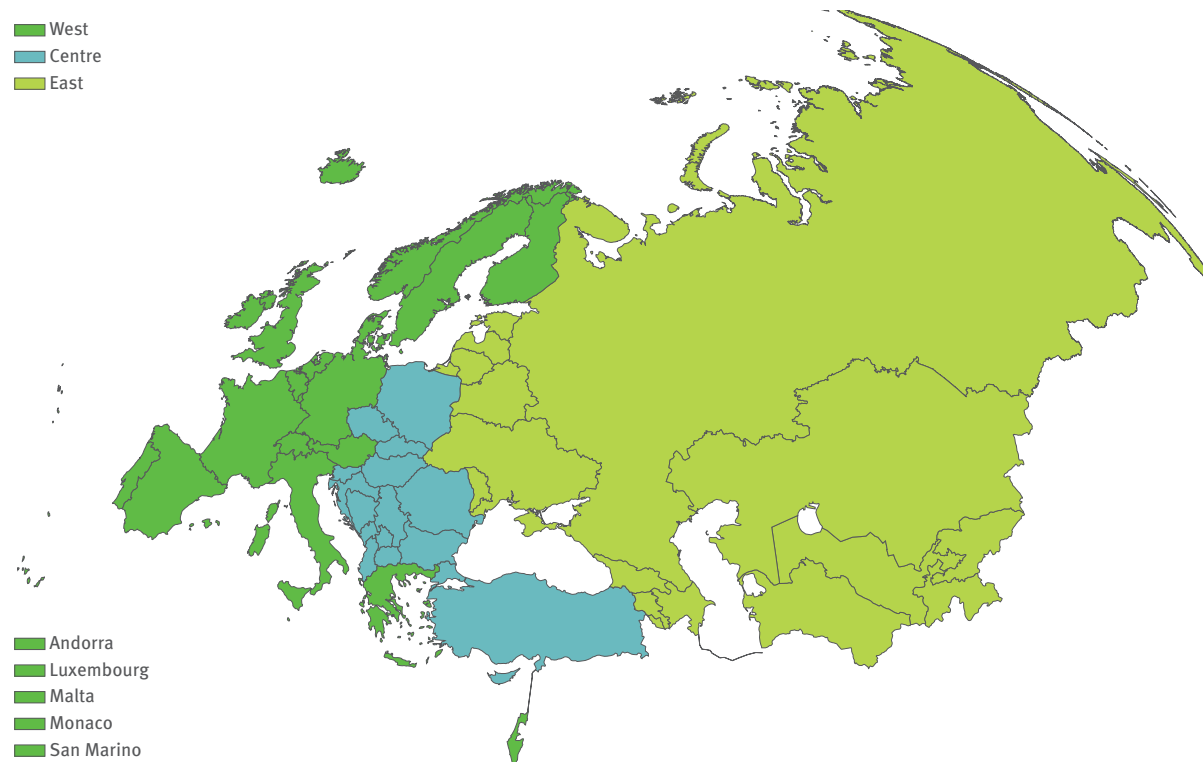 West
Centre
East
Andorra
Luxembourg
Malta
Monaco
San Marino